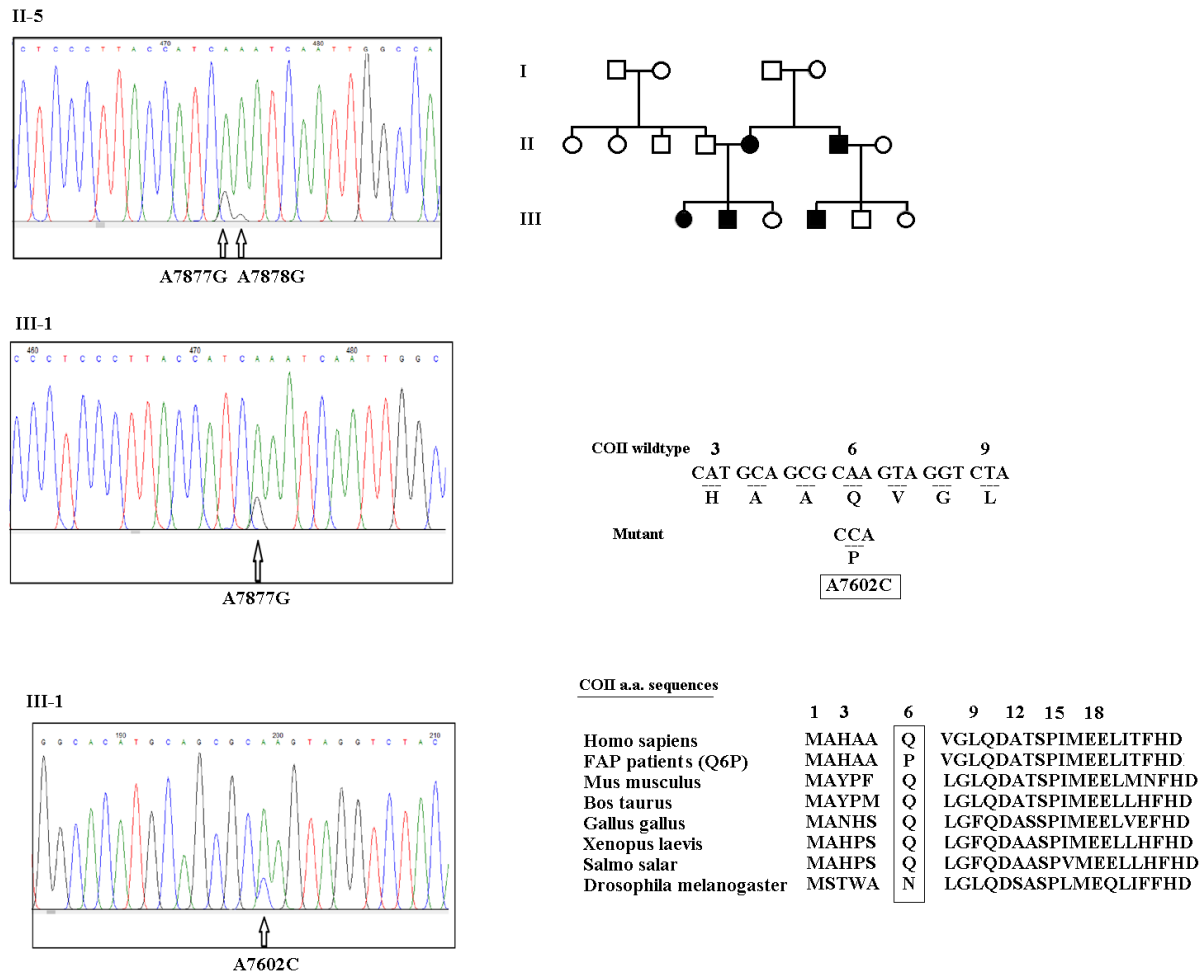 II-5
470 480
C T C C C T T A C C A T C A A A T C A A T T G G C C A
A7877G A7878G
I
II
III
III-1
460 470 480
C C C T C C C T T A C C A T C A A A T C A A T T G G C
A7877G
COII wildtype 3 6 9
CAT GCA GCG CAA GTA GGT CTA
H A A Q V G L
Mutant CCA
P
A7602C
III-1
190 200 210
G G C A C A T G C A G C G C A A G T A G G T C T A C
A7602C
COII a.a. sequences
1 3 6 9 12 15 18
Homo sapiens MAHAA Q VGLQDATSPIMEELITFHD
FAP patients (Q6P) MAHAA P VGLQDATSPIMEELITFHD
Mus musculus MAYPF Q LGLQDATSPIMEELMNFHD
Bos taurus MAYPM Q LGLQDATSPIMEELLHFHD
Gallus gallus MANHS Q LGFQDASSPIMEELVEFHD
Xenopus laevis MAHPS Q LGFQDAASPIMEELLHFHD
Salmo salar MAHPS Q LGFQDAASPVMEELLHFHD
Drosophila melanogaster MSTWA N LGLQDSASPLMEQLIFFHD